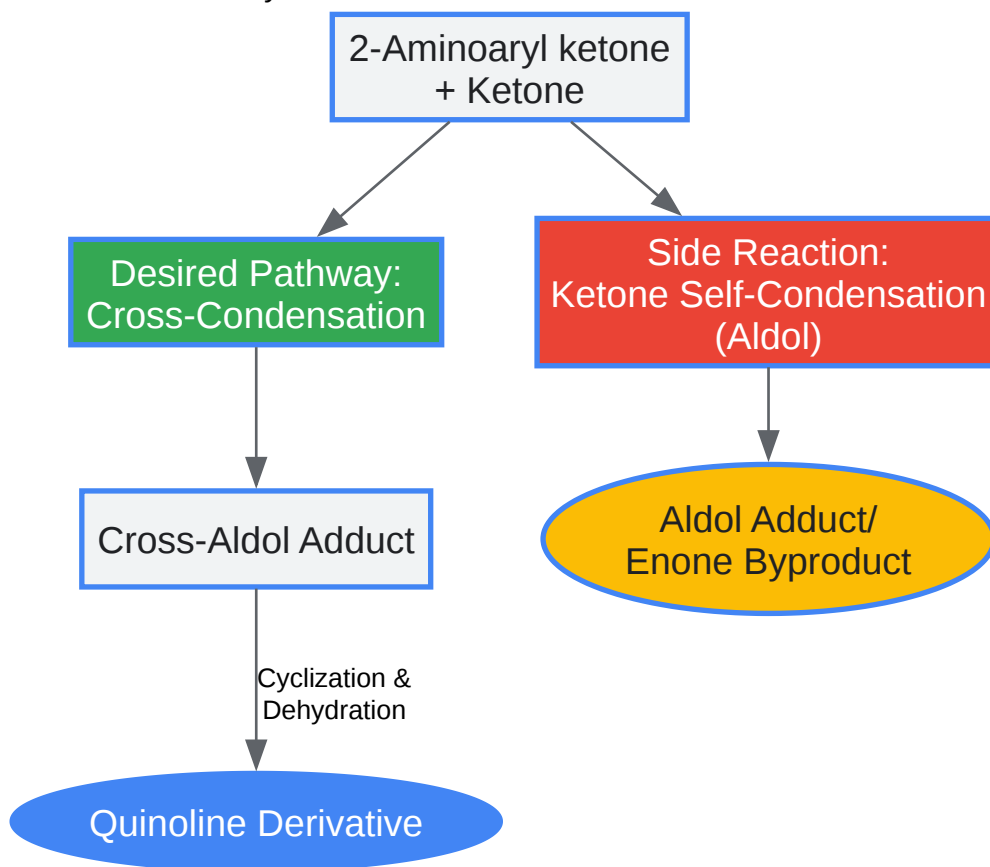 2-Aminoaryl ketone
+ Ketone
Desired Pathway:
Cross-Condensation
Side Reaction:
Ketone Self-Condensation
(Aldol)
Cross-Aldol Adduct
Aldol Adduct/
Enone Byproduct
Cyclization &
Dehydration
Quinoline Derivative